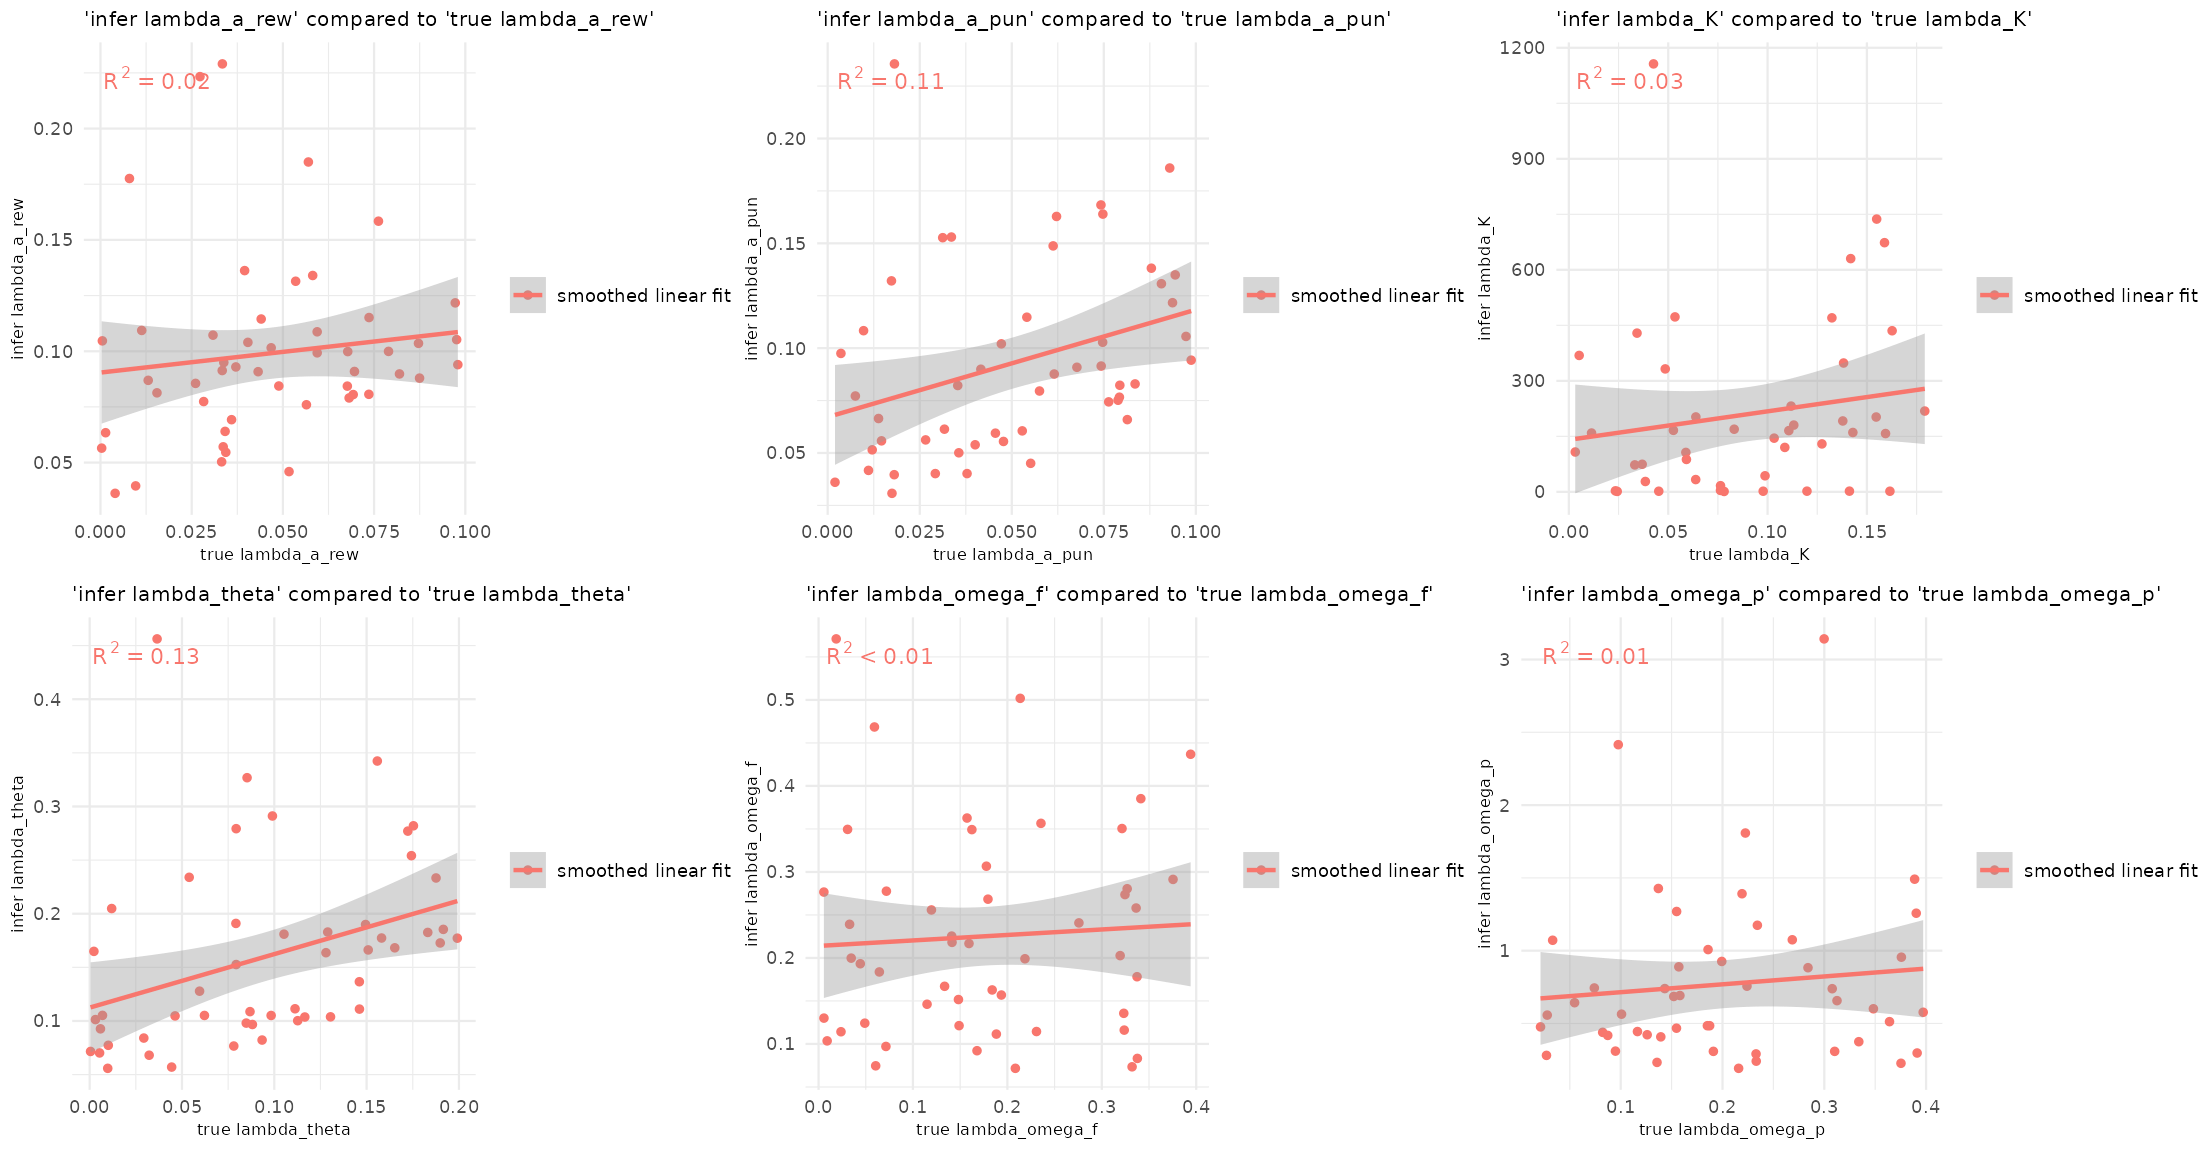 'infer lambda_a_rew' compared to 'true lambda_a_rew'
R² = 0.02
infer lambda_a_rew
0.20
0.15
0.10
0.05
0.000 0.025 0.050 0.075 0.100
true lambda_a_rew
smoothed linear fit
'infer lambda_a_pun' compared to 'true lambda_a_pun'
R² = 0.11
infer lambda_a_pun
0.20
0.15
0.10
0.05
0.000 0.025 0.050 0.075 0.100
true lambda_a_pun
smoothed linear fit
'infer lambda_K' compared to 'true lambda_K'
R² = 0.03
infer lambda_K
1200
900
600
300
0
0.00 0.05 0.10 0.15
true lambda_K
smoothed linear fit
'infer lambda_theta' compared to 'true lambda_theta'
R² = 0.13
infer lambda_theta
0.4
0.3
0.2
0.1
0.00 0.05 0.10 0.15 0.20
true lambda_theta
smoothed linear fit
'infer lambda_omega_f' compared to 'true lambda_omega_f'
R² < 0.01
infer lambda_omega_f
0.5
0.4
0.3
0.2
0.1
0.0 0.1 0.2 0.3 0.4
true lambda_omega_f
smoothed linear fit
'infer lambda_omega_p' compared to 'true lambda_omega_p'
R² = 0.01
infer lambda_omega_p
3
2
1
0.1 0.2 0.3 0.4
true lambda_omega_p
smoothed linear fit